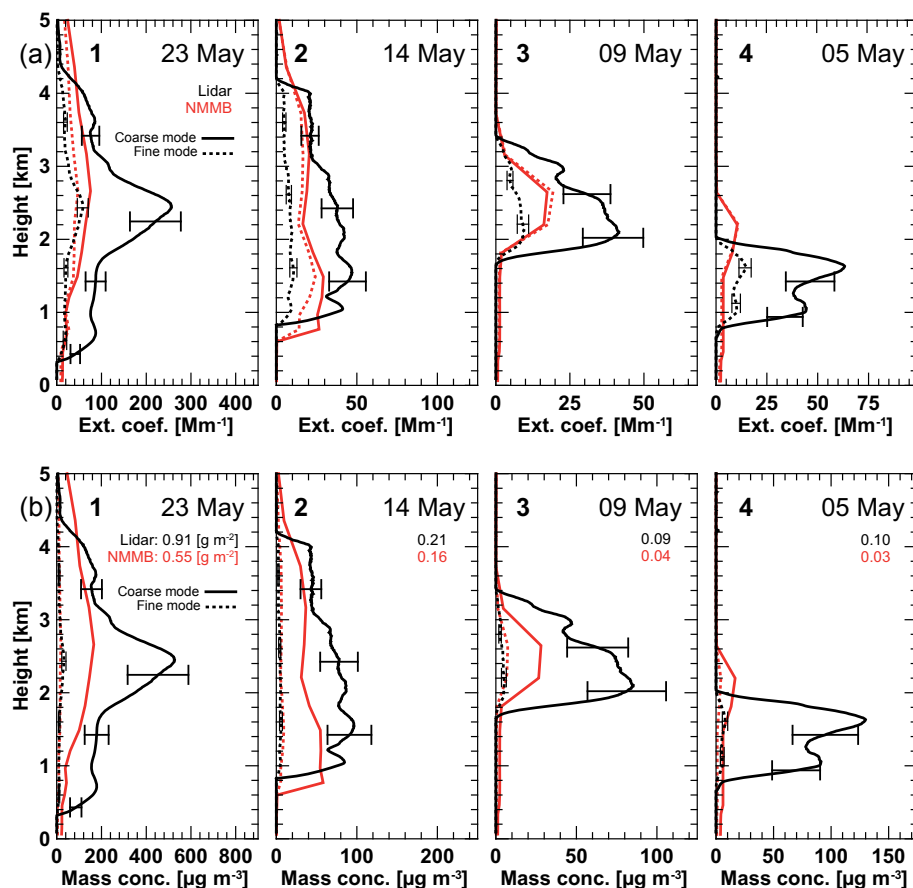 (a) 1 23 May 2 14 May 3 09 May 4 05 May
Lidar
NMMB
Coarse mode
Fine mode
Height [km]
5
4
3
2
1
0
0 100 200 300 400 0 50 100 0 25 50 0 25 50 75 100
Ext. coef. [Mm-1] Ext. coef. [Mm-1] Ext. coef. [Mm-1] Ext. coef. [Mm-1]
(b) 1 23 May 2 14 May 3 09 May 4 05 May
Lidar: 0.91 [g m-2] 0.21 0.09 0.10
NMMB: 0.55 [g m-2] 0.16 0.04 0.03
Coarse mode
Fine mode
Height [km]
5
4
3
2
1
0
0 200 400 600 800 0 100 200 0 50 100 0 50 100 150
Mass conc. [µg m-3] Mass conc. [µg m-3] Mass conc. [µg m-3] Mass conc. [µg m-3]